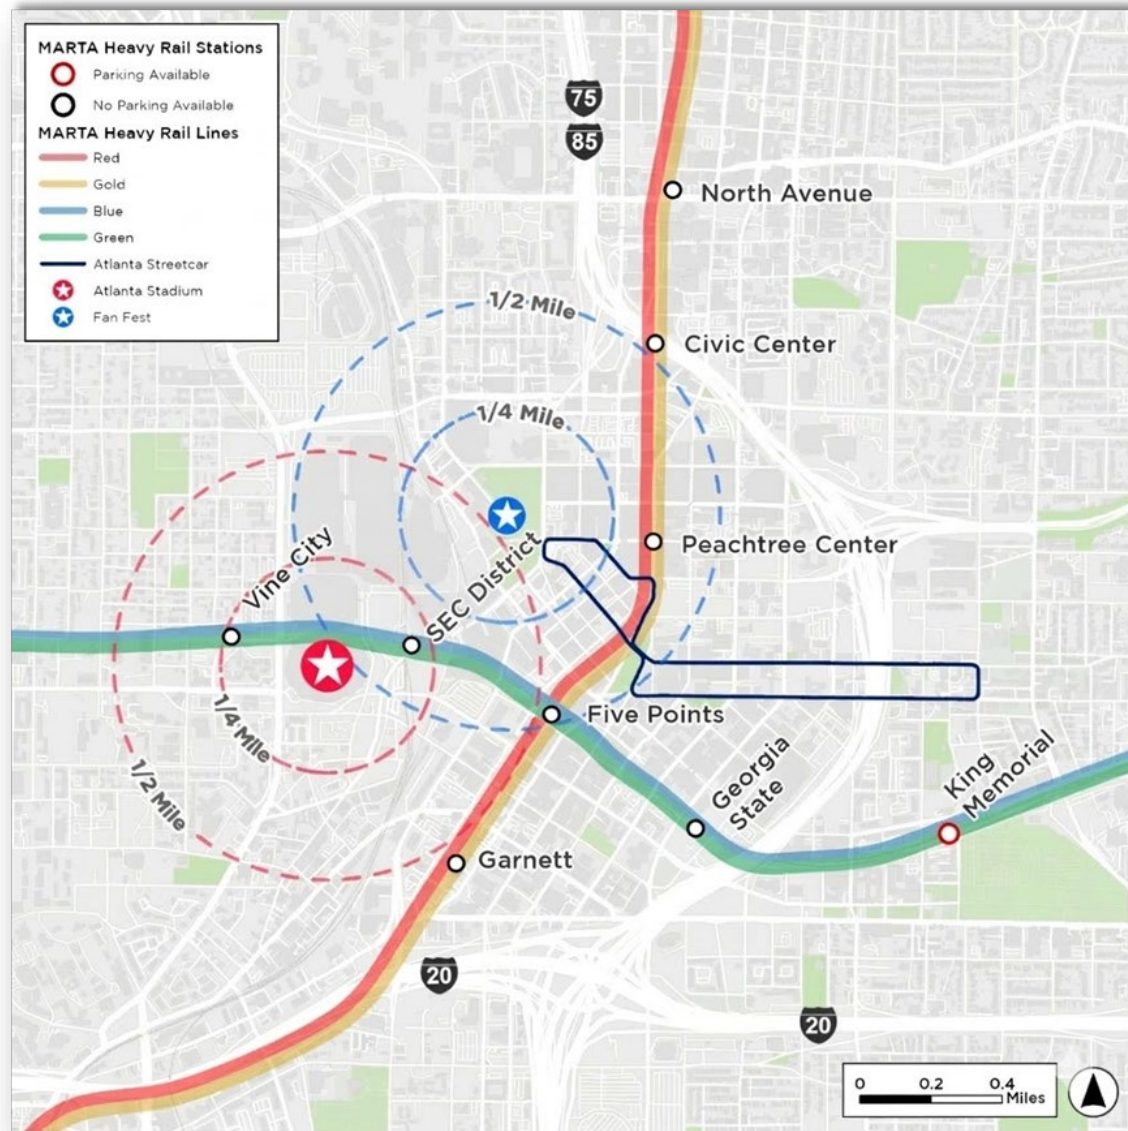 MARTA Heavy Rail Stations
Parking Available
No Parking Available
MARTA Heavy Rail Lines
Red
Gold
Blue
Green
Atlanta Streetcar
Atlanta Stadium
Fan Fest
75
85
North Avenue
1/2 Mile
Civic Center
1/4 Mile
Peachtree Center
Vine City
SEC District
1/4 Mile
1/2 Mile
Five Points
Georgia
State
King
Memorial
Garnett
20
20
0 0.2 0.4
Miles